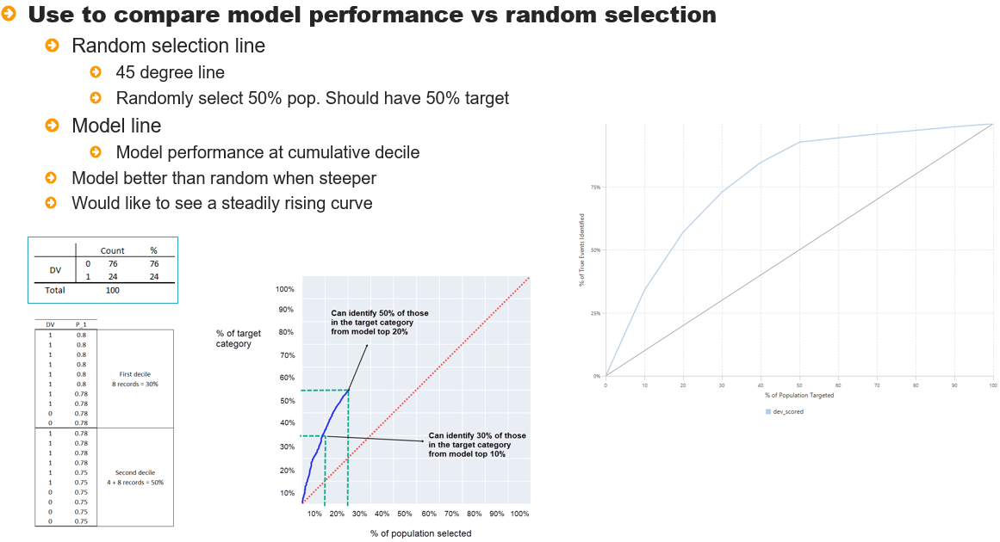 Use to compare model performance vs random selection
Random selection line
45 degree line
Randomly select 50% pop. Should have 50% target
Model line
Model performance at cumulative decile
Model better than random when steeper
Would like to see a steadily rising curve
Count %
DV 0 76 76
1 24 24
Total 100
DV P_1
1 0.8
1 0.8
1 0.8
1 0.8
1 0.8
1 0.8
1 0.78
1 0.78
0 0.78
0 0.78
First decile
8 records = 30%
1 0.78
1 0.78
1 0.78
1 0.78
1 0.75
1 0.75
0 0.75
0 0.75
0 0.75
0 0.75
Second decile
4 + 8 records = 50%
% of target
category
100%
90%
80%
70%
60%
50%
40%
30%
20%
10%
Can identify 50% of those
in the target category
from model top 20%
Can identify 30% of those
in the target category
from model top 10%
10% 20% 30% 40% 50% 60% 70% 80% 90% 100%
% of population selected
% of True Events Identified
75%
50%
25%
0%
0 10 20 30 40 50 60 70 80 90 100
% of Population Targeted
dev_scored